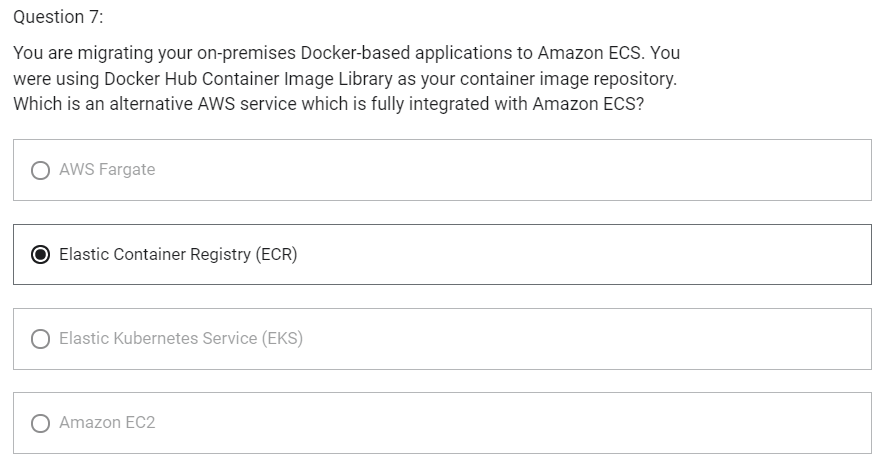 Question 7:
You are migrating your on-premises Docker-based applications to Amazon ECS. You
were using Docker Hub Container Image Library as your container image repository.
Which is an alternative AWS service which is fully integrated with Amazon ECS?
AWS Fargate
Elastic Container Registry (ECR)
Elastic Kubernetes Service (EKS)
Amazon EC2